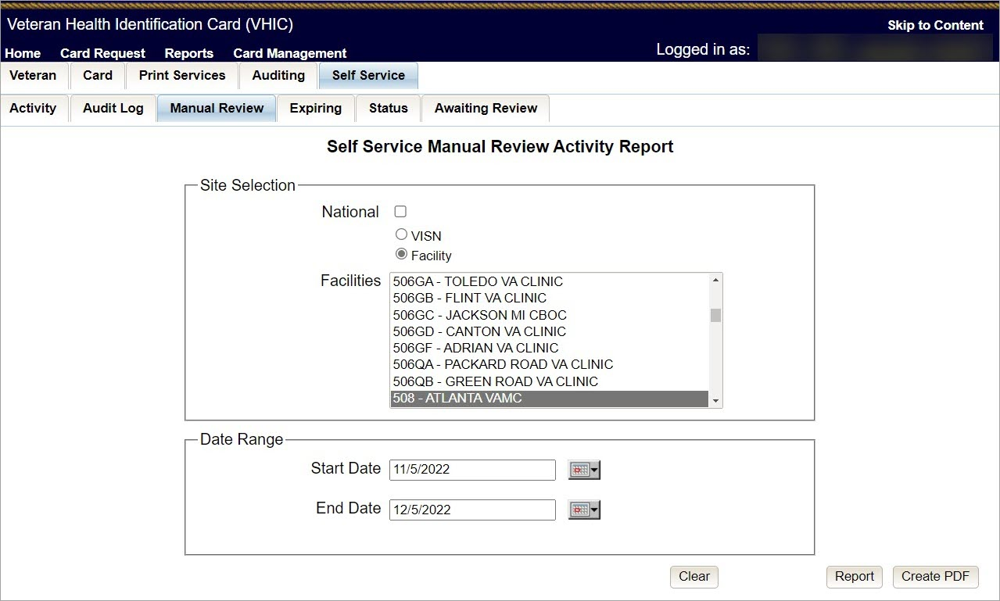 Veteran Health Identification Card (VHIC)
Skip to Content
Home Card Request Reports Card Management
Logged in as:
Veteran Card Print Services Auditing Self Service
Activity Audit Log Manual Review Expiring Status Awaiting Review
Self Service Manual Review Activity Report
Site Selection
National
VISN
Facility
Facilities
506GA - TOLEDO VA CLINIC
506GB - FLINT VA CLINIC
506GC - JACKSON MI CBOC
506GD - CANTON VA CLINIC
506GF - ADRIAN VA CLINIC
506QA - PACKARD ROAD VA CLINIC
506QB - GREEN ROAD VA CLINIC
508 - ATLANTA VAMC
Date Range
Start Date 11/5/2022
End Date 12/5/2022
Clear Report Create PDF